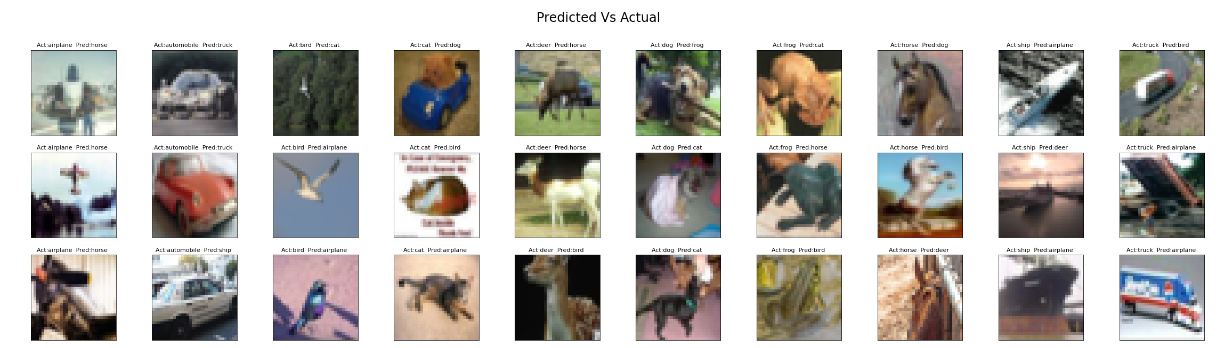 Predicted Vs Actual
Act:airplane Pred:horse
Act:automobile Pred:truck
Act:bird Pred:cat
Act:cat Pred:dog
Act:deer Pred:horse
Act:dog Pred:frog
Act:frog Pred:cat
Act:horse Pred:dog
Act:ship Pred:airplane
Act:truck Pred:bird
Act:airplane Pred:horse
Act:automobile Pred:truck
Act:bird Pred:airplane
Act:cat Pred:bird
Act:deer Pred:horse
Act:dog Pred:cat
Act:frog Pred:horse
Act:horse Pred:bird
Act:ship Pred:deer
Act:truck Pred:airplane
In Case of Emergency,
Act:airplane Pred:horse
Act:automobile Pred:ship
Act:bird Pred:airplane
Act:cat Pred:airplane
Act:deer Pred:bird
Act:dog Pred:cat
Act:frog Pred:bird
Act:horse Pred:deer
Act:ship Pred:airplane
Act:truck Pred:airplane